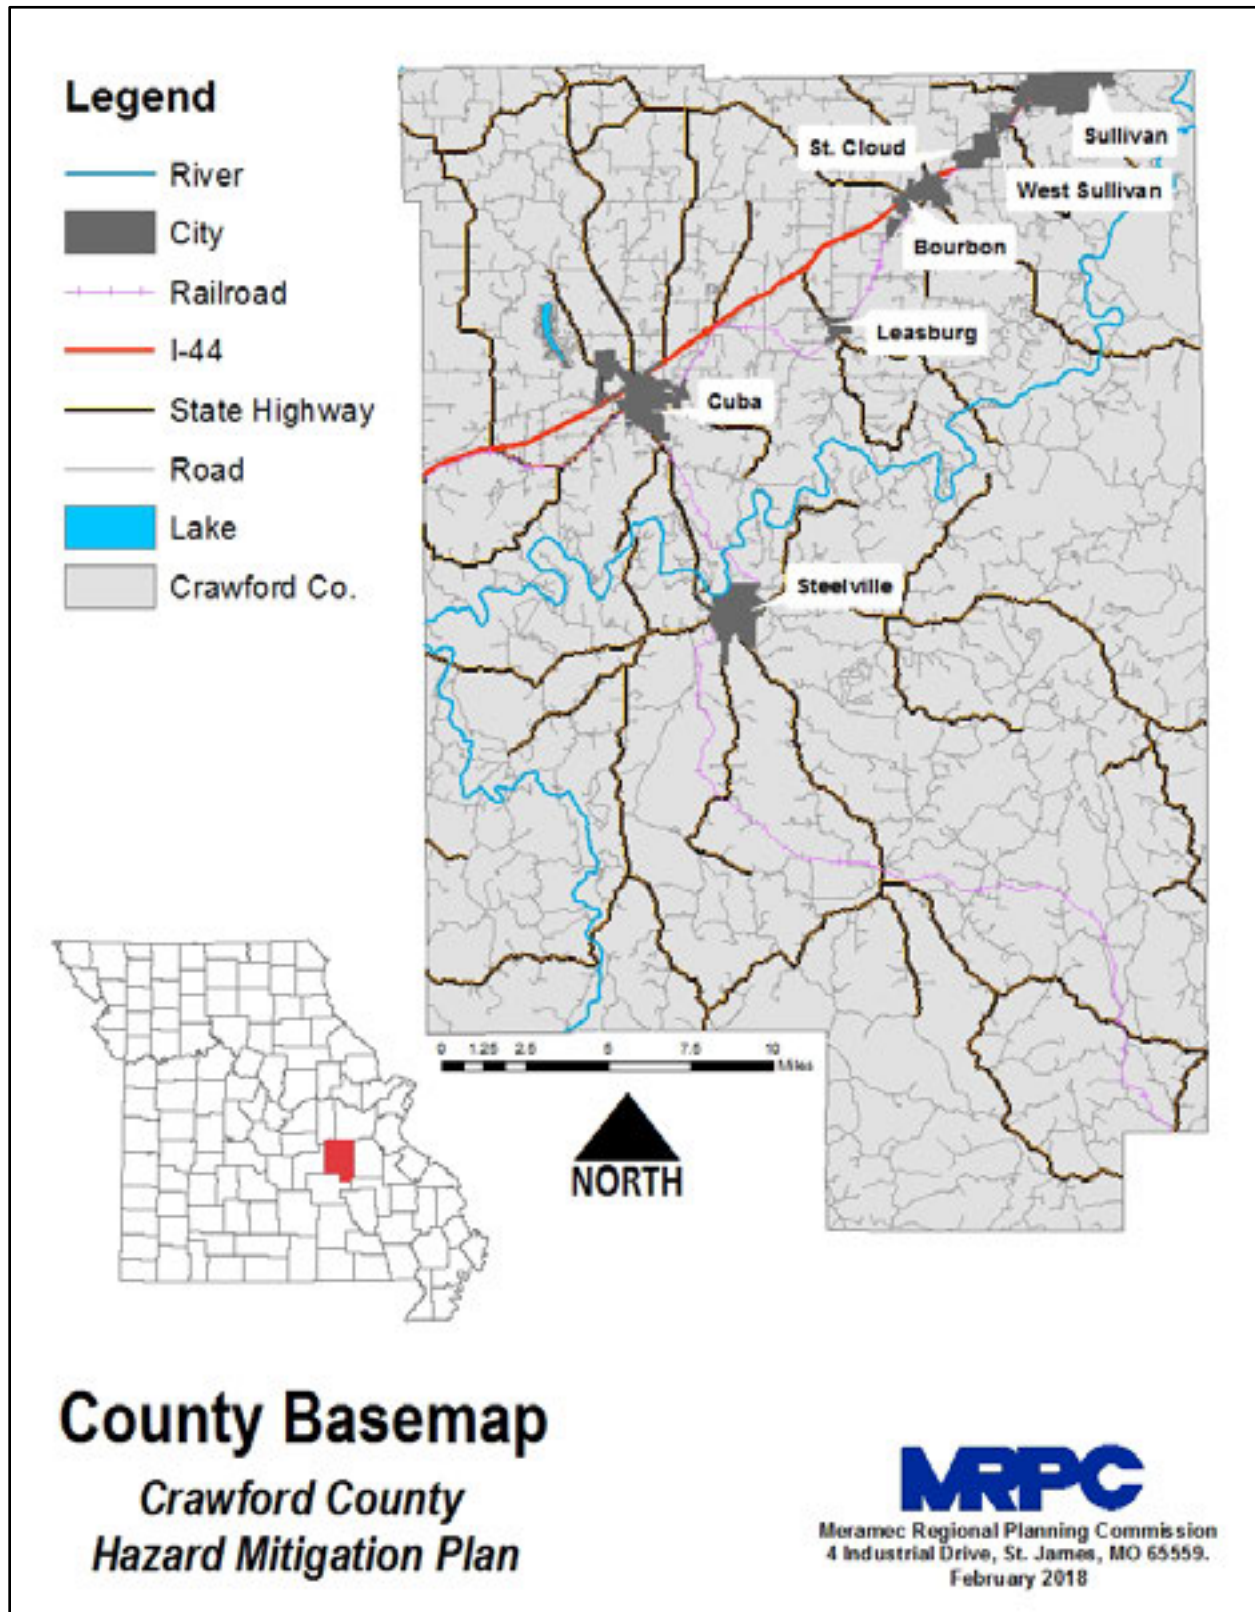 Legend
River
City
Railroad
I-44
State Highway
Road
Lake
Crawford Co.
Sullivan
St. Cloud
West Sullivan
Bourbon
Leasburg
Cuba
Steelville
0 1.25 2.5 5 7.5 10
Miles
NORTH
County Basemap
Crawford County
Hazard Mitigation Plan
MRPC
Meramec Regional Planning Commission
4 Industrial Drive, St. James, MO 65559.
February 2018